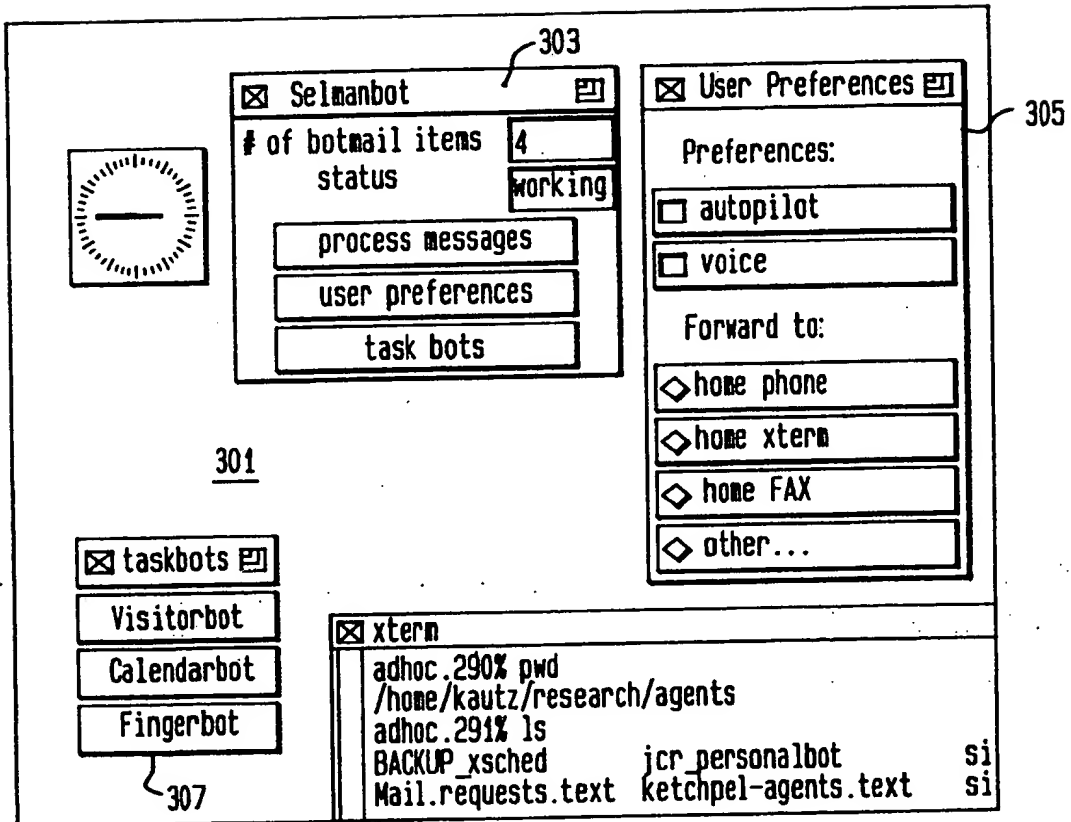 303
Selmanbot
# of botmail items 4
status working
process messages
user preferences
task bots
User Preferences
305
Preferences:
autopilot
voice
Forward to:
home phone
home xterm
home FAX
other...
301
taskbots
Visitorbot
Calendarbot
Fingerbot
307
xterm
adhoc.290% pwd
/home/kautz/research/agents
adhoc.291% ls
BACKUP_xsched jcr_personalbot si
Mail.requests.text ketchpel-agents.text si